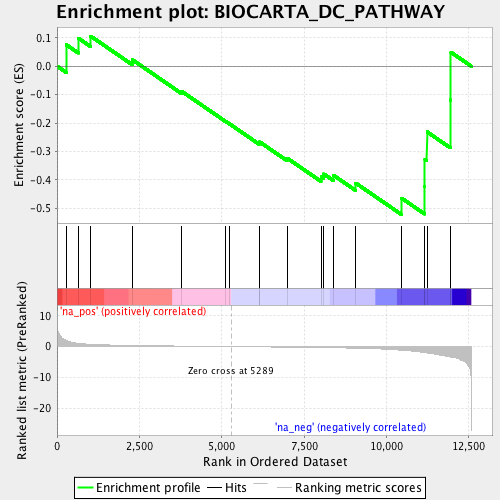 Enrichment plot: BIOCARTA_DC_PATHWAY
Enrichment score (ES)
0.1
0.0
-0.1
-0.2
-0.3
-0.4
-0.5
'na_pos' (positively correlated)
Ranked list metric (PreRanked)
10
5
0
-5
-10
-20
Zero cross at 5289
'na_neg' (negatively correlated)
0
2,500
5,000
7,500
10,000
12,500
Rank in Ordered Dataset
Enrichment profile
Hits
Ranking metric scores